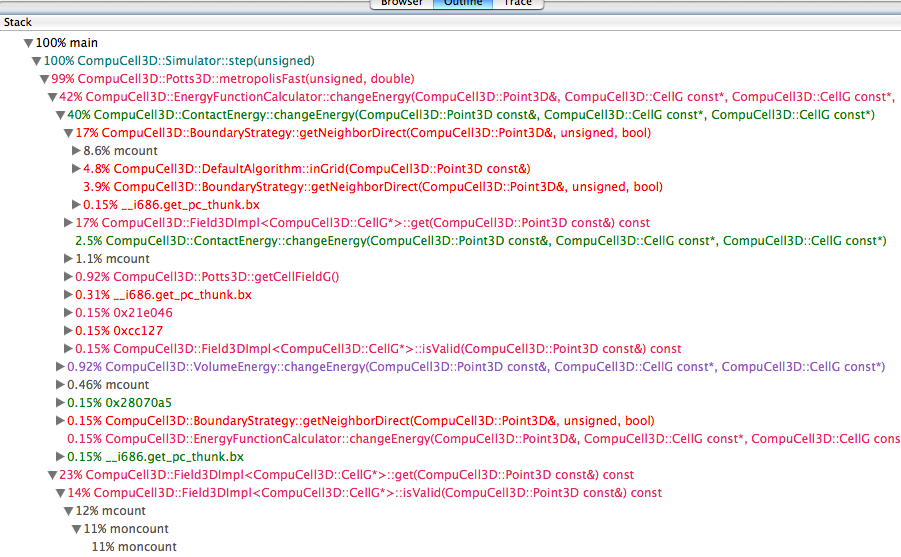 Browser Outline Trace
Stack
100% main
100% CompuCell3D::Simulator::step(unsigned)
99% CompuCell3D::Potts3D::metropolisFast(unsigned, double)
42% CompuCell3D::EnergyFunctionCalculator::changeEnergy(CompuCell3D::Point3D&, CompuCell3D::CellG const*, CompuCell3D::CellG const*,
40% CompuCell3D::ContactEnergy::changeEnergy(CompuCell3D::Point3D const&, CompuCell3D::CellG const*, CompuCell3D::CellG const*)
17% CompuCell3D::BoundaryStrategy::getNeighborDirect(CompuCell3D::Point3D&, unsigned, bool)
8.6% mcount
4.8% CompuCell3D::DefaultAlgorithm::inGrid(CompuCell3D::Point3D const&)
3.9% CompuCell3D::BoundaryStrategy::getNeighborDirect(CompuCell3D::Point3D&, unsigned, bool)
0.15% __i686.get_pc_thunk.bx
17% CompuCell3D::Field3DImpl<CompuCell3D::CellG*>::get(CompuCell3D::Point3D const&) const
2.5% CompuCell3D::ContactEnergy::changeEnergy(CompuCell3D::Point3D const&, CompuCell3D::CellG const*, CompuCell3D::CellG const*)
1.1% mcount
0.92% CompuCell3D::Potts3D::getCellFieldG()
0.31% __i686.get_pc_thunk.bx
0.15% 0x21e046
0.15% 0xcc127
0.15% CompuCell3D::Field3DImpl<CompuCell3D::CellG*>::isValid(CompuCell3D::Point3D const&) const
0.92% CompuCell3D::VolumeEnergy::changeEnergy(CompuCell3D::Point3D const&, CompuCell3D::CellG const*, CompuCell3D::CellG const*)
0.46% mcount
0.15% 0x28070a5
0.15% CompuCell3D::BoundaryStrategy::getNeighborDirect(CompuCell3D::Point3D&, unsigned, bool)
0.15% CompuCell3D::EnergyFunctionCalculator::changeEnergy(CompuCell3D::Point3D&, CompuCell3D::CellG const*, CompuCell3D::CellG cons
0.15% __i686.get_pc_thunk.bx
23% CompuCell3D::Field3DImpl<CompuCell3D::CellG*>::get(CompuCell3D::Point3D const&) const
14% CompuCell3D::Field3DImpl<CompuCell3D::CellG*>::isValid(CompuCell3D::Point3D const&) const
12% mcount
11% moncount
11% moncount